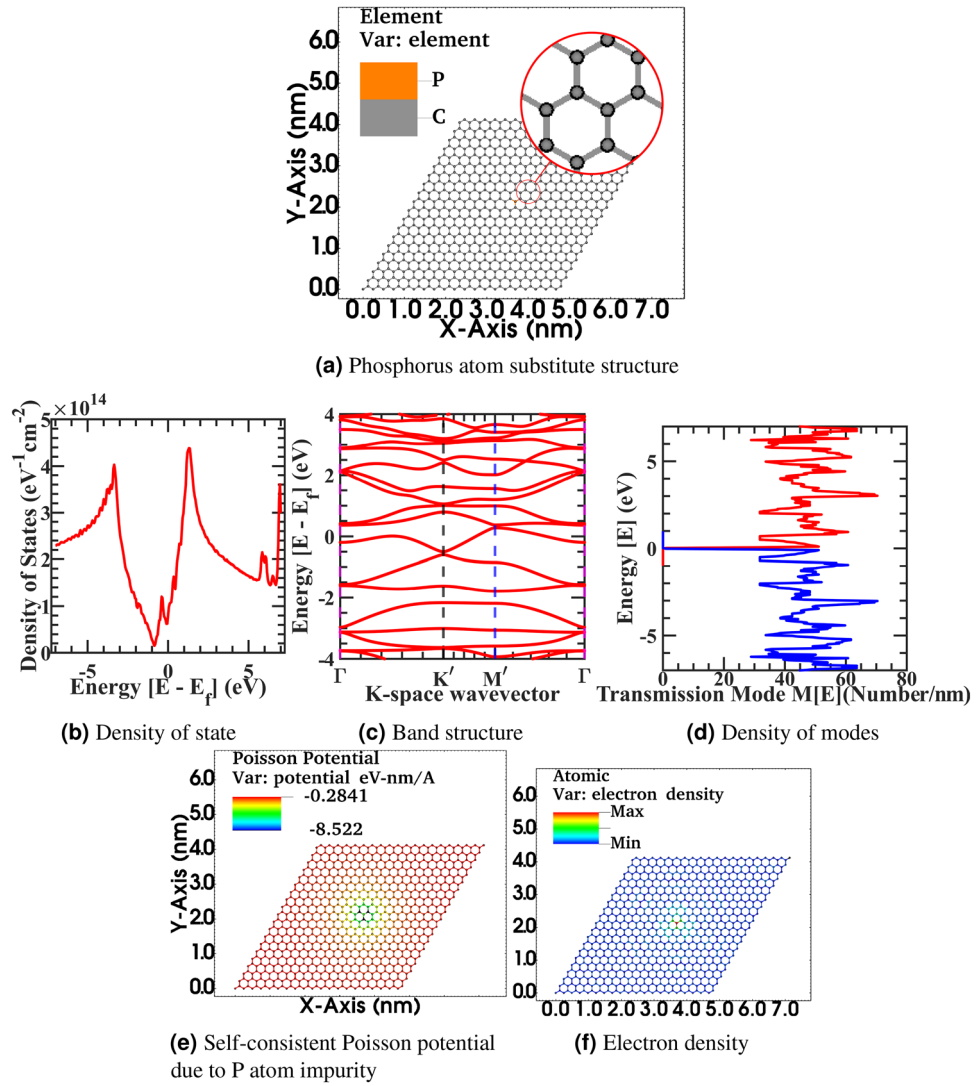 Element
Var: element
P
C
6.0
5.0
4.0
3.0
2.0
1.0
0.0
Y-Axis (nm)
0.0 1.0 2.0 3.0 4.0 5.0 6.0 7.0
X-Axis (nm)
(a) Phosphorus atom substitute structure
5×10¹⁴
4
3
2
1
0
Density of States (eV⁻¹cm⁻²)
-5 0 5
Energy [E - E_f] (eV)
(b) Density of state
4
2
0
-2
-4
Energy [E - E_f] (eV)
Γ K′ M′ Γ
K-space wavevector
(c) Band structure
5
0
-5
Energy [E] (eV)
0 20 40 60 80
Transmission Mode M[E](Number/nm)
(d) Density of modes
Poisson Potential
Var: potential eV-nm/A
-0.2841
-8.522
6.0
5.0
4.0
3.0
2.0
1.0
0.0
Y-Axis (nm)
X-Axis (nm)
(e) Self-consistent Poisson potential
due to P atom impurity
Atomic
Var: electron density
Max
Min
6.0
5.0
4.0
3.0
2.0
1.0
0.0
0.0 1.0 2.0 3.0 4.0 5.0 6.0 7.0
(f) Electron density